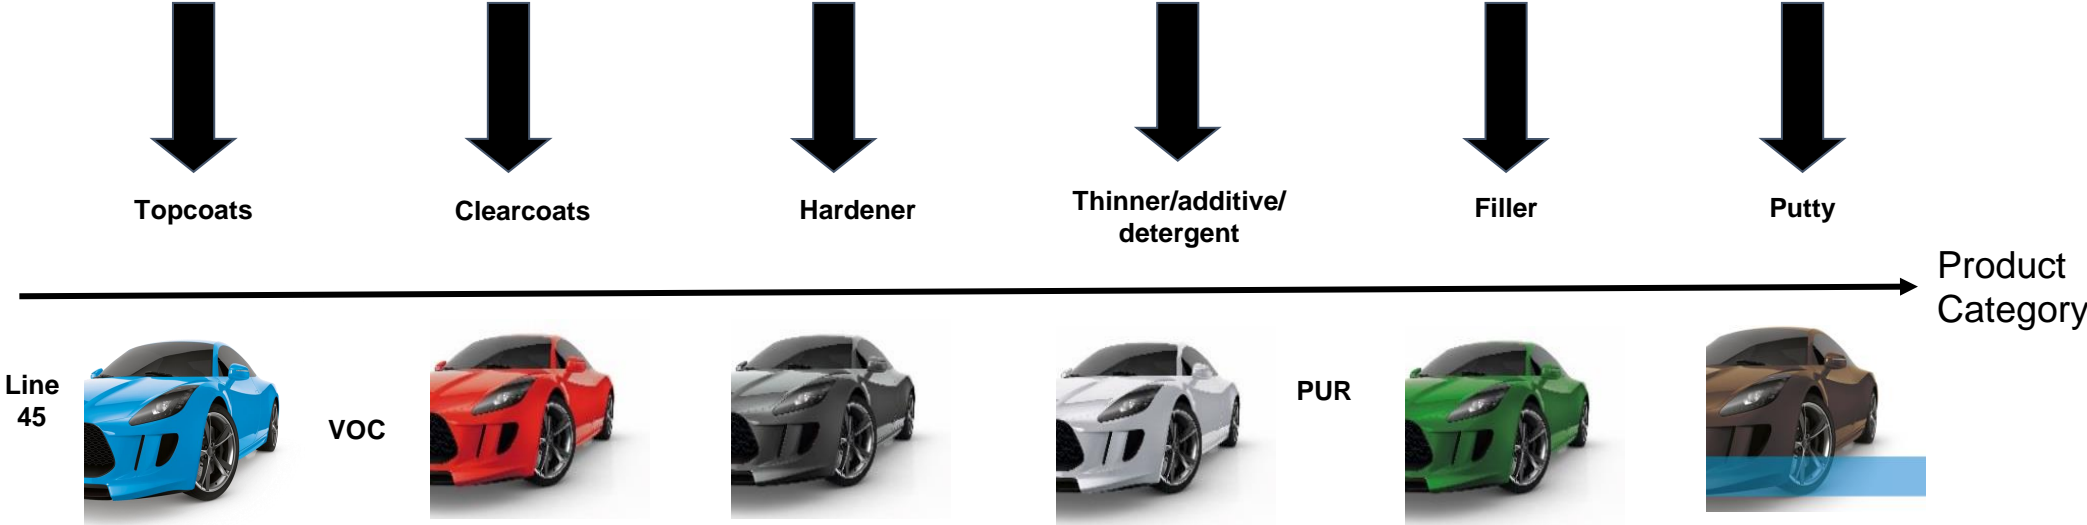 Topcoats
Clearcoats
Hardener
Thinner/additive/
detergent
Filler
Putty
Product
Category
Line
45
VOC
PUR